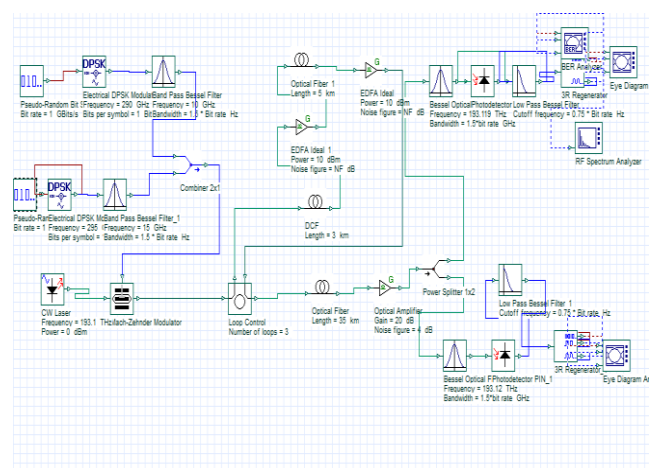 DPSK
Pseudo-Random Bit S
Bit rate = 1 GBits/s
Electrical DPSK Modula
Frequency = 290 GHz
Bits per symbol = 1 Bit
Band Pass Bessel Filter
Frequency = 10 GHz
Bandwidth = 1.5 * Bit rate Hz
Optical Fiber 1
Length = 5 km
G
EDFA Ideal
Power = 10 dBm
Noise figure = NF dB
G
EDFA Ideal 1
Power = 10 dBm
Noise figure = NF dB
Bessel Optical
Frequency = 193.119 THz
Bandwidth = 1.5*bit rate GHz
Photodetector
Low Pass Bessel Filter
Cutoff frequency = 0.75 * Bit rate Hz
BER
BER Analyzer
3R Regenerator
Eye Diagram
RF Spectrum Analyzer
DPSK
Pseudo-Ran
Bit rate = 1
Electrical DPSK Mo
Frequency = 295
Bits per symbol =
Band Pass Bessel Filter_1
Frequency = 15 GHz
Bandwidth = 1.5 * Bit rate Hz
Combiner 2x1
DCF
Length = 3 km
CW Laser
Frequency = 193.1 THz
Power = 0 dBm
Mach-Zehnder Modulator
Loop Control
Number of loops = 3
Optical Fiber
Length = 35 km
G
Optical Amplifier
Gain = 20 dB
Noise figure = 4 dB
Power Splitter 1x2
Low Pass Bessel Filter 1
Cutoff frequency = 0.75 * Bit rate Hz
Bessel Optical F
Frequency = 193.12 THz
Bandwidth = 1.5*bit rate GHz
Photodetector PIN_1
3R Regenerator
Eye Diagram An